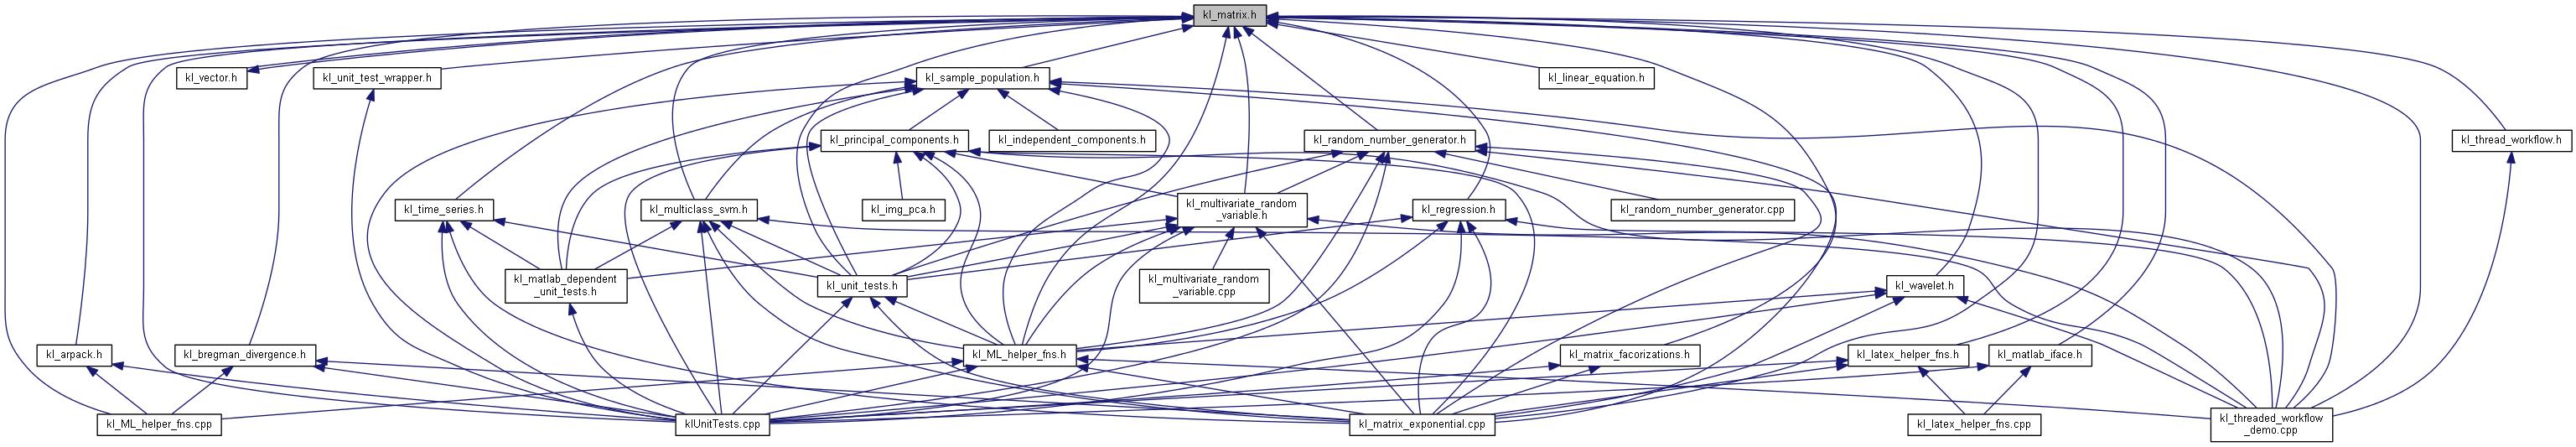 kl_matrix.h
kl_vector.h
kl_unit_test_wrapper.h
kl_sample_population.h
kl_linear_equation.h
kl_principal_components.h
kl_independent_components.h
kl_random_number_generator.h
kl_thread_workflow.h
kl_time_series.h
kl_multiclass_svm.h
kl_img_pca.h
kl_multivariate_random
_variable.h
kl_regression.h
kl_random_number_generator.cpp
kl_matlab_dependent
_unit_tests.h
kl_unit_tests.h
kl_multivariate_random
_variable.cpp
kl_wavelet.h
kl_arpack.h
kl_bregman_divergence.h
kl_ML_helper_fns.h
kl_matrix_facorizations.h
kl_latex_helper_fns.h
kl_matlab_iface.h
kl_ML_helper_fns.cpp
klUnitTests.cpp
kl_matrix_exponential.cpp
kl_latex_helper_fns.cpp
kl_threaded_workflow
_demo.cpp